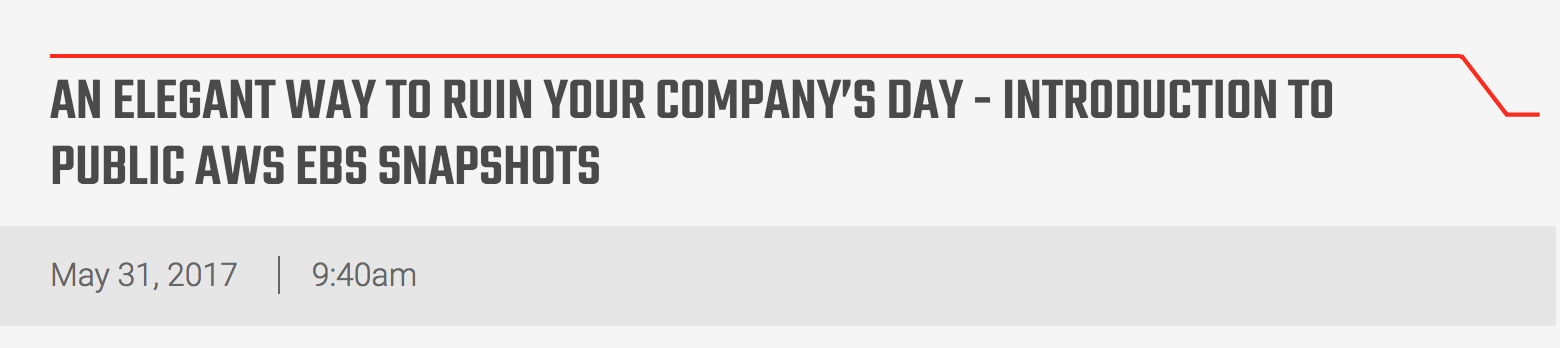 AN ELEGANT WAY TO RUIN YOUR COMPANY'S DAY - INTRODUCTION TO
PUBLIC AWS EBS SNAPSHOTS
May 31, 2017 | 9:40am